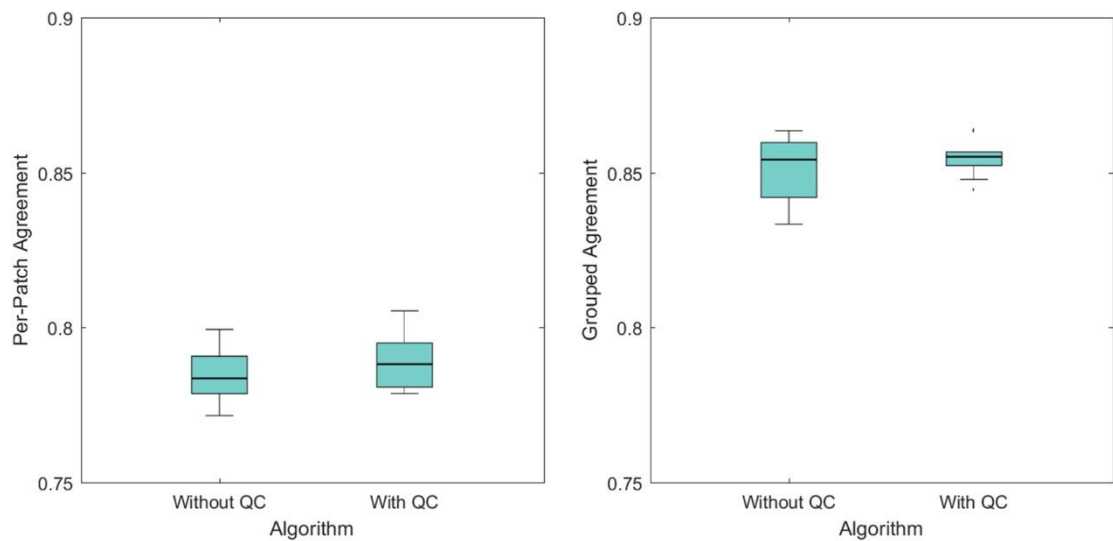 0.9
0.85
0.8
0.75
Per-Patch Agreement
Without QC
With QC
Algorithm
0.9
0.85
0.8
0.75
Grouped Agreement
Without QC
With QC
Algorithm